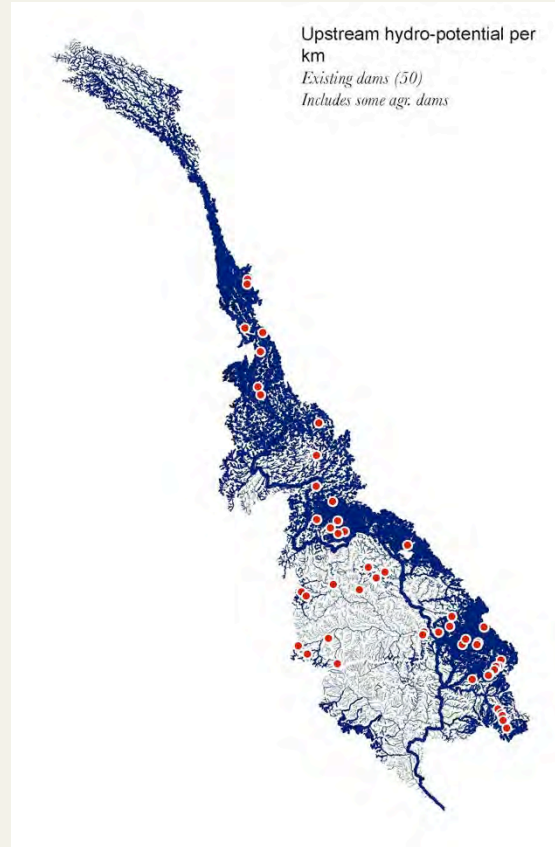 Upstream hydro-potential per
km
Existing dams (50)
Includes some agr. dams